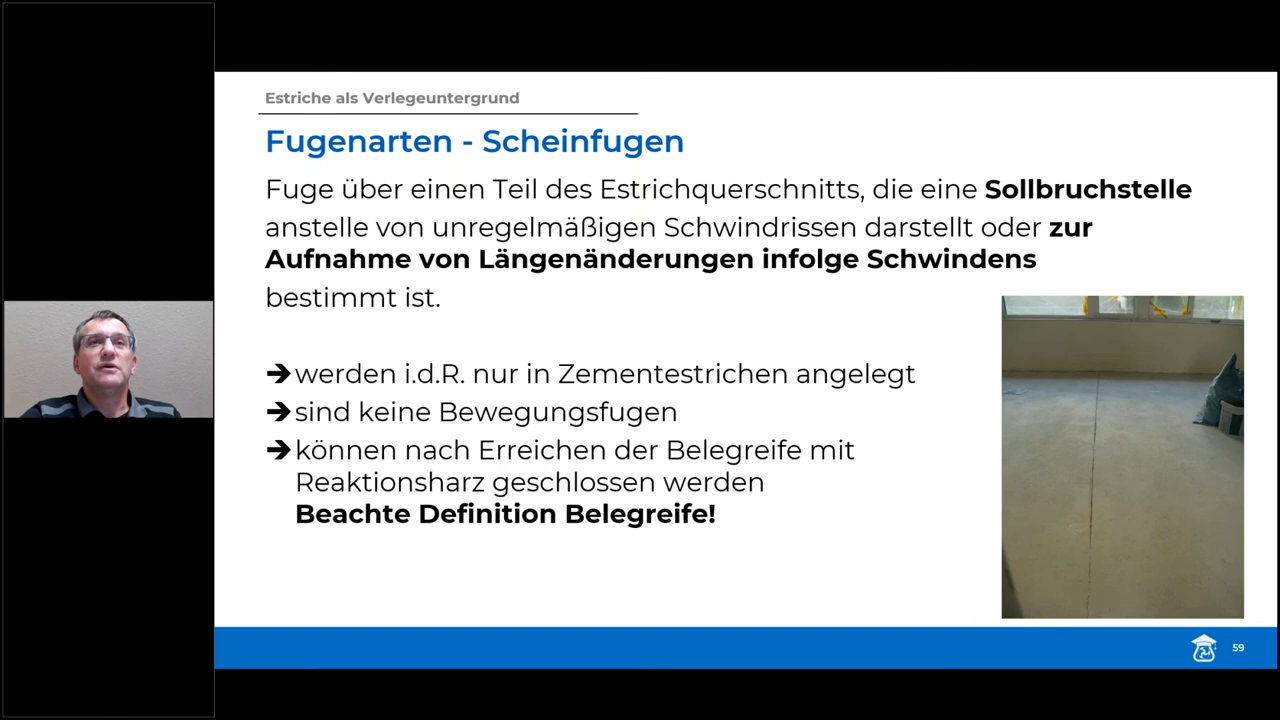 Estriche als Verlegeuntergrund
Fugenarten - Scheinfugen
Fuge über einen Teil des Estrichquerschnitts, die eine Sollbruchstelle
anstelle von unregelmäßigen Schwindrissen darstellt oder zur
Aufnahme von Längenänderungen infolge Schwindens
bestimmt ist.
➔ werden i.d.R. nur in Zementestrichen angelegt
➔ sind keine Bewegungsfugen
➔ können nach Erreichen der Belegreife mit
Reaktionsharz geschlossen werden
Beachte Definition Belegreife!
59